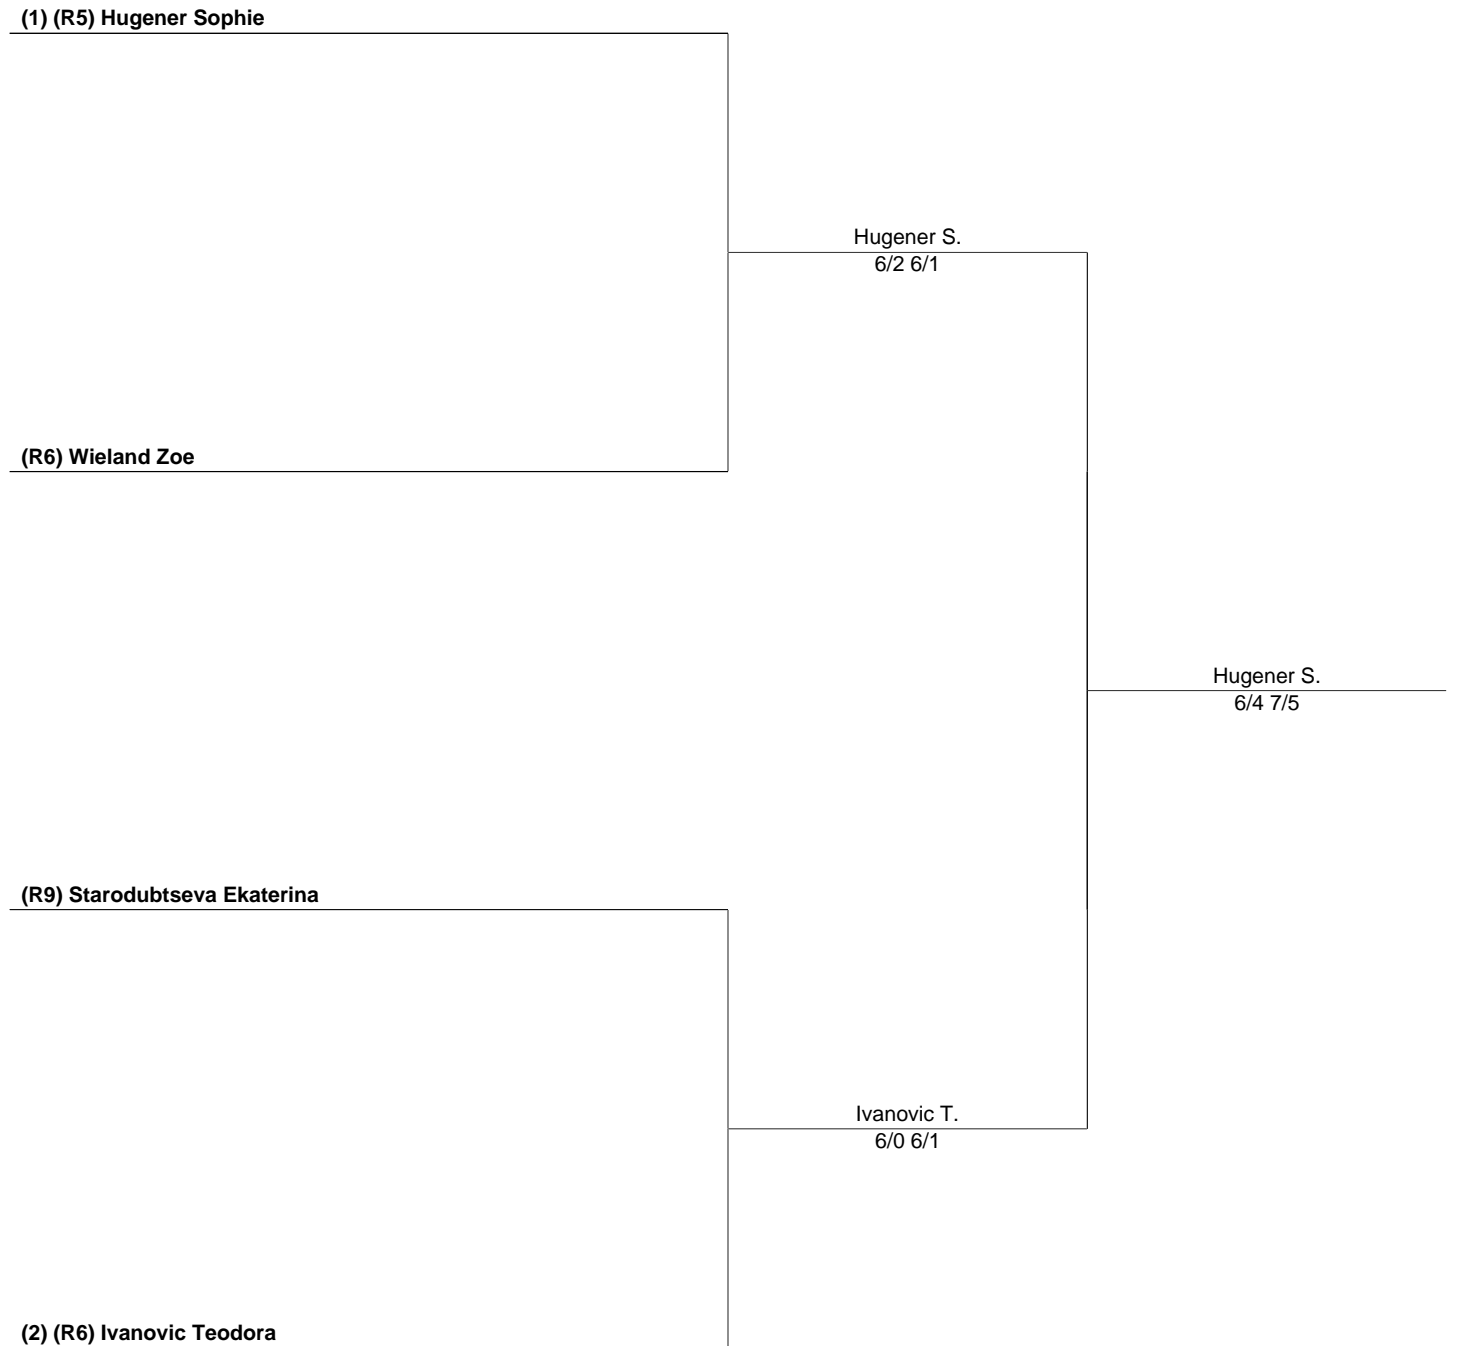 (1) (R5) Hugener Sophie
Hugener S.
6/2 6/1
(R6) Wieland Zoe
Hugener S.
6/4 7/5
(R9) Starodubtseva Ekaterina
Ivanovic T.
6/0 6/1
(2) (R6) Ivanovic Teodora